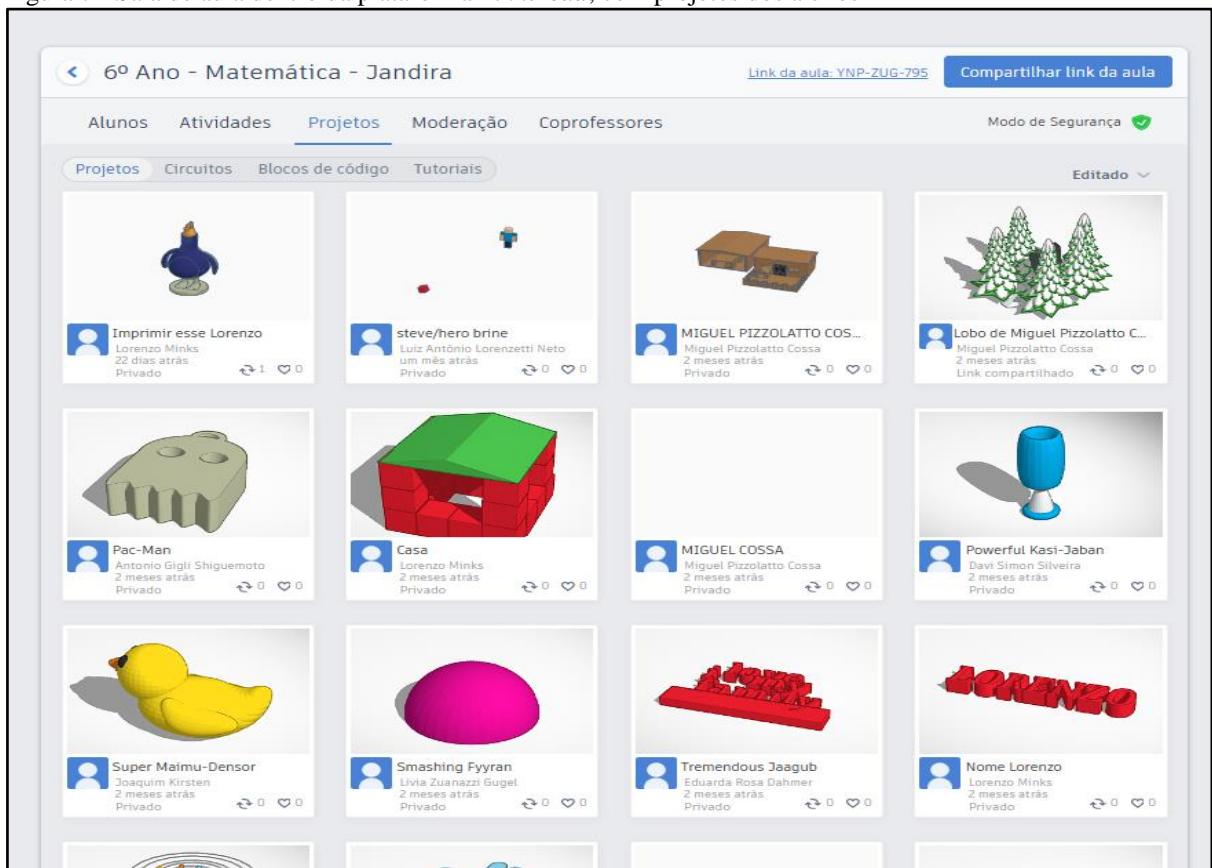 6º Ano - Matemática - Jandira
Link da aula: YNP-ZUG-795
Compartilhar link da aula
Alunos Atividades Projetos Moderação Coprofessores
Modo de Segurança
Projetos Circuitos Blocos de código Tutoriais
Editado
Imprimir esse Lorenzo
Lorenzo Minks
22 dias atrás
Privado 1 0
steve/hero brine
Luiz Antônio Lorenzetti Neto
um mês atrás
Privado 0 0
MIGUEL PIZZOLATTO COS...
Miguel Pizzolatto Cossa
2 meses atrás
Privado 0 0
Lobo de Miguel Pizzolatto C...
Miguel Pizzolatto Cossa
2 meses atrás
Link compartilhado 0 0
Pac-Man
Antonio Gigli Shiguemoto
2 meses atrás
Privado 0 0
Casa
Lorenzo Minks
2 meses atrás
Privado 0 0
MIGUEL COSSA
Miguel Pizzolatto Cossa
2 meses atrás
Privado 0 0
Powerful Kasi-Jaban
Davi Simon Silveira
2 meses atrás
Privado 0 0
Super Maimu-Densor
Joaquim Kirsten
2 meses atrás
Privado 0 0
Smashing Fyyran
Lívia Zuanazzi Gugel
2 meses atrás
Privado 0 0
Tremendous Jaagub
Eduarda Rosa Dahmer
2 meses atrás
Privado 0 0
LORENZO
Nome Lorenzo
Lorenzo Minks
2 meses atrás
Privado 0 0